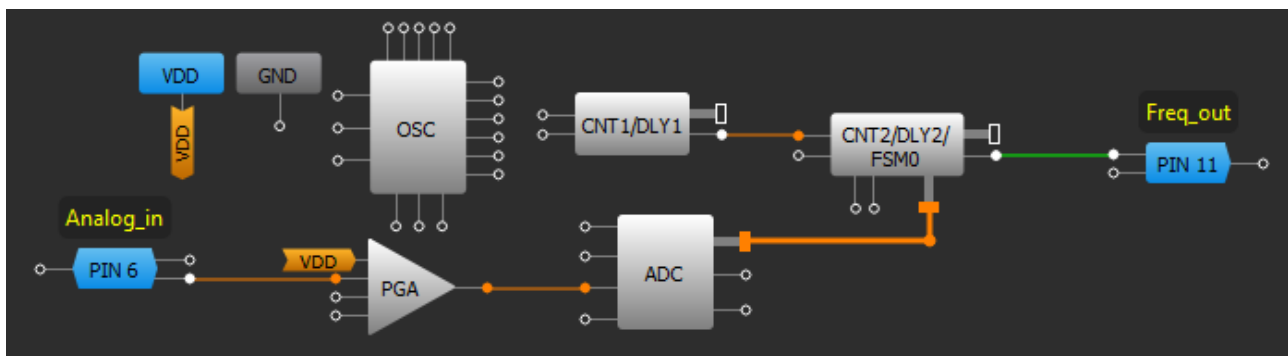 VDD
GND
VDD
OSC
CNT1/DLY1
CNT2/DLY2/
FSM0
Freq_out
PIN 11
Analog_in
PIN 6
VDD
PGA
ADC